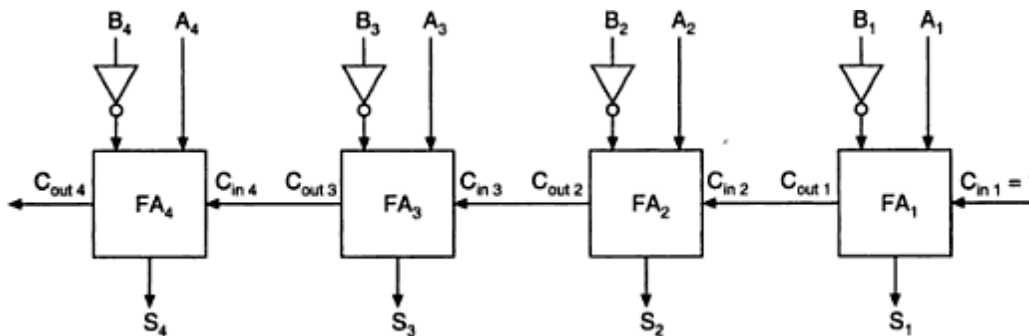 B4 A4 B3 A3 B2 A2 B1 A1
Cout 4 Cin 4 Cout 3 Cin 3 Cout 2 Cin 2 Cout 1 Cin 1 =
FA4 FA3 FA2 FA1
S4 S3 S2 S1